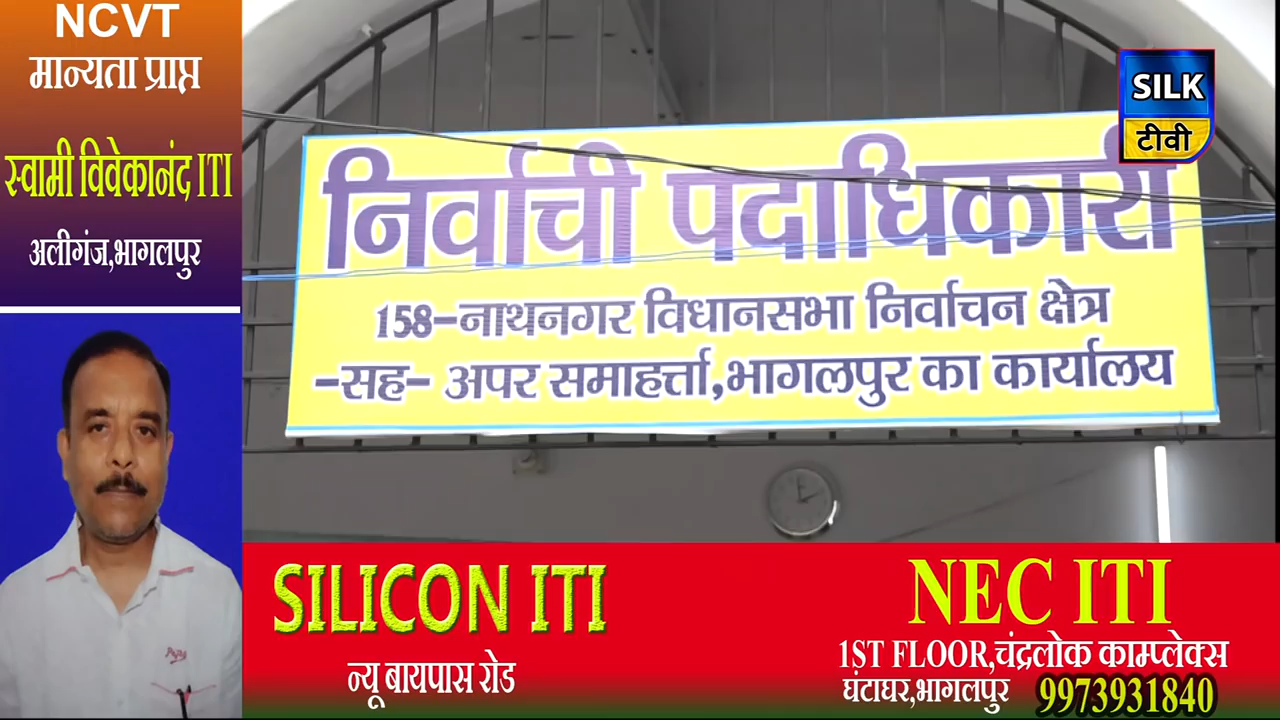 NCVT
मान्यता प्राप्त
स्वामी विवेकानंद ITI
अलीगंज,भागलपुर
SILK
टीवी
निर्वाची पदाधिकारी
158-नाथनगर विधानसभा निर्वाचन क्षेत्र
-सह- अपर समाहर्त्ता,भागलपुर का कार्यालय
SILICON ITI
न्यू बायपास रोड
NEC ITI
1ST FLOOR,चंद्रलोक काम्प्लेक्स
घंटाघर,भागलपुर 9973931840